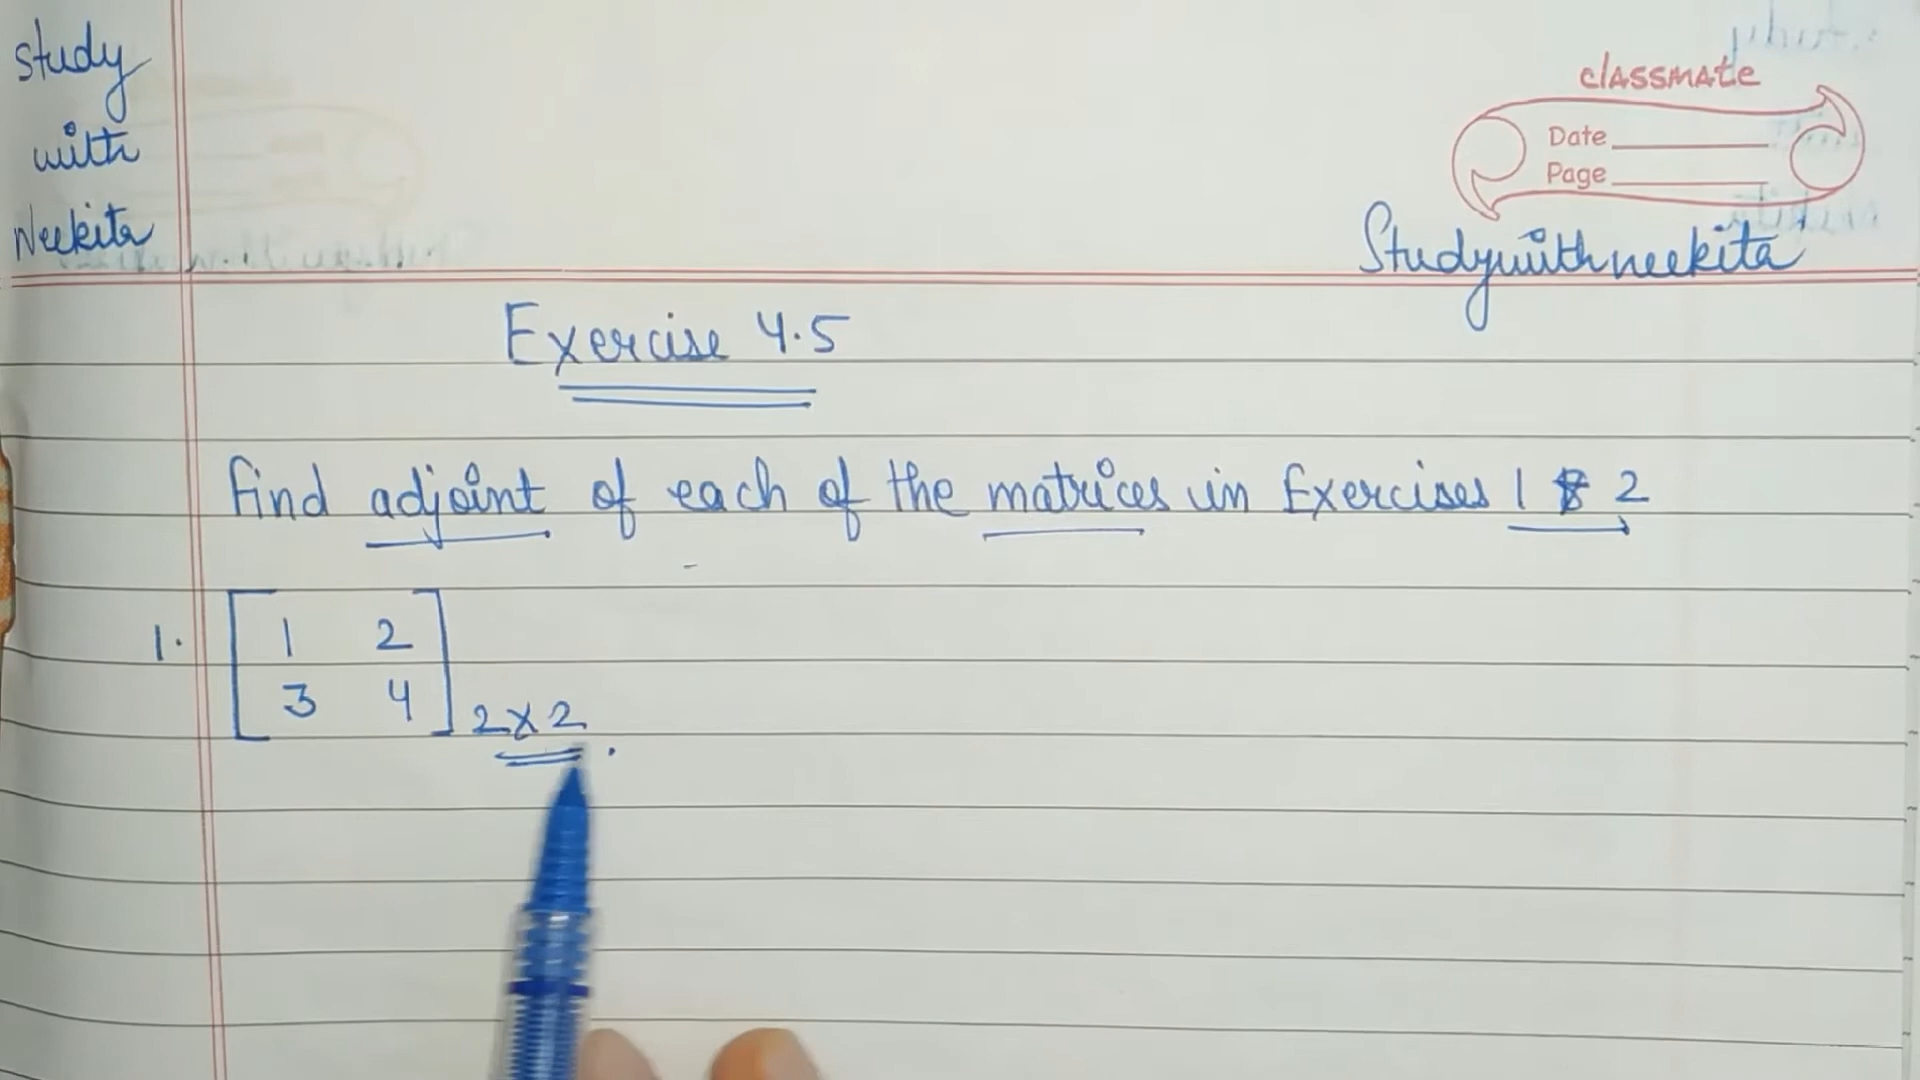 study
with
Neekita
classmate
Date
Page
Studywithneekita
Exercise 4.5
find adjoint of each of the matrices in Exercises 1 & 2
1. [ 1 2
3 4 ] 2×2